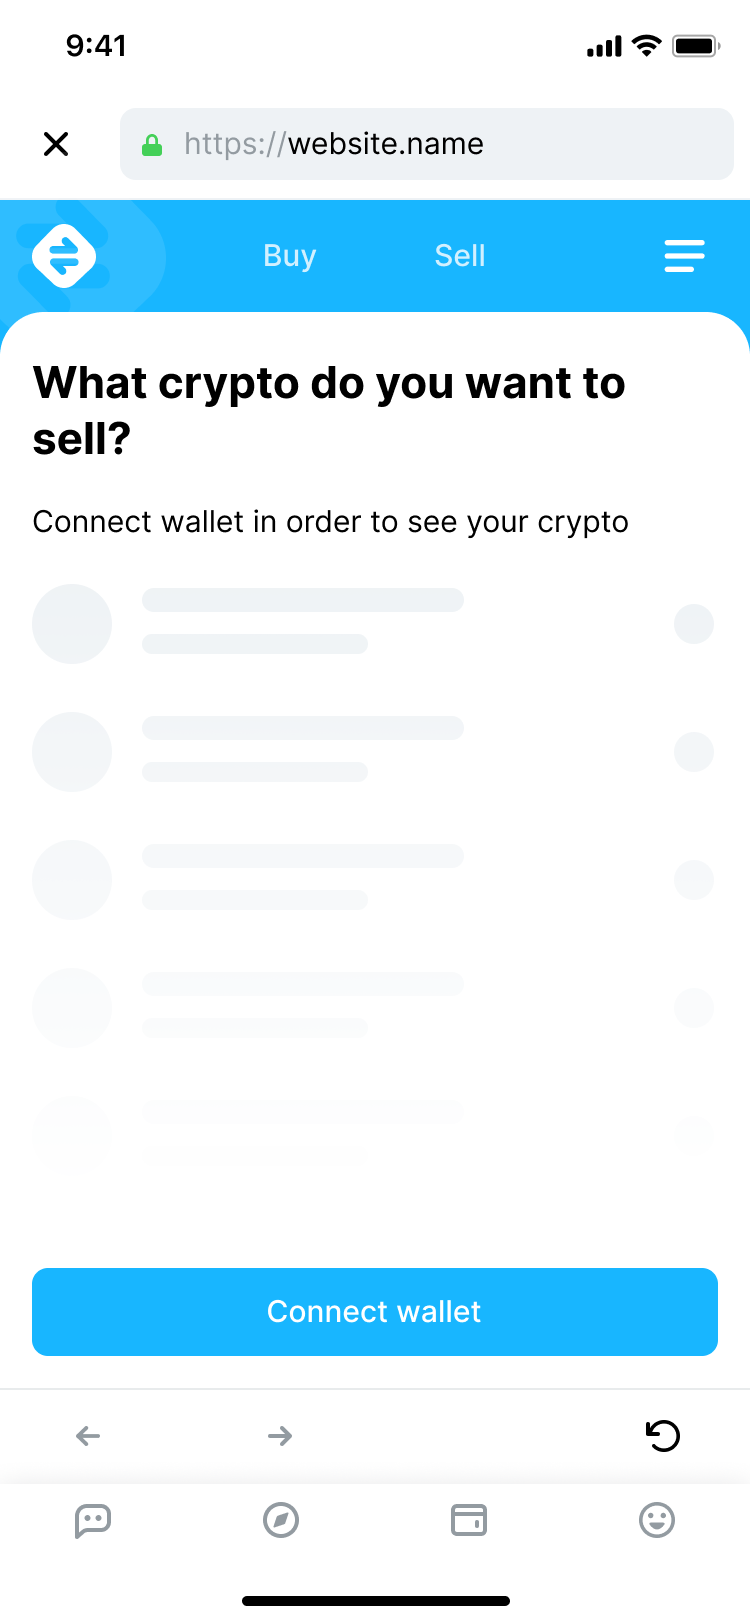 9:41
https://website.name
Buy
Sell
What crypto do you want to
sell?
Connect wallet in order to see your crypto
Connect wallet